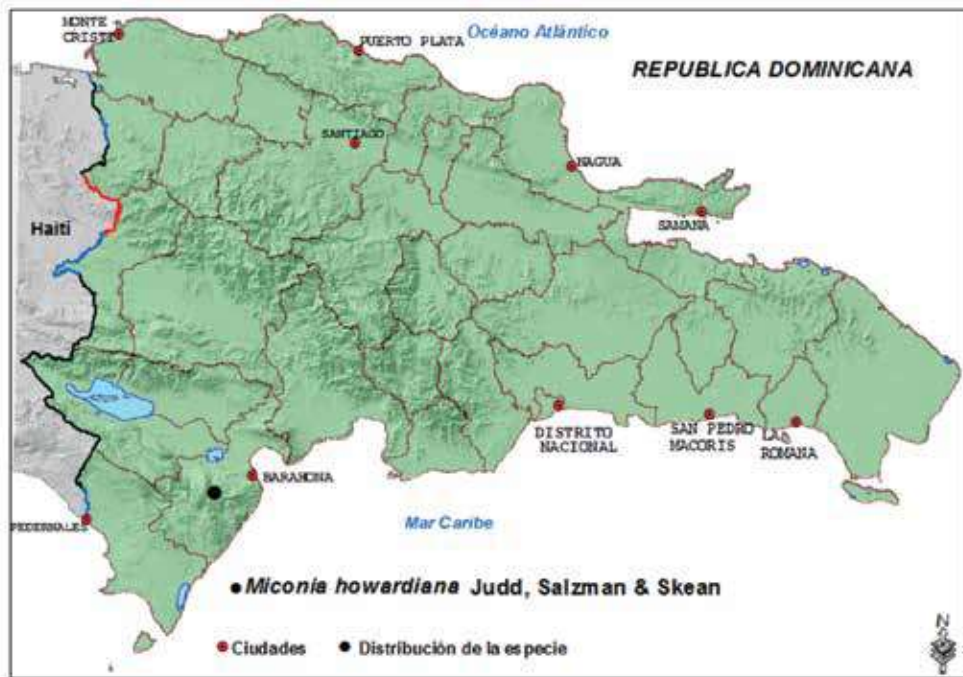 MONTE
CRISTI
PUERTO PLATA
Océano Atlántico
REPUBLICA DOMINICANA
SANTIAGO
NAGUA
SAMANA
Haití
DISTRITO
NACIONAL
SAN PEDRO
MACORIS
LA
ROMANA
BARAHONA
PEDERNALES
Mar Caribe
Miconia howardiana Judd, Salzman & Skean
Ciudades
Distribución de la especie
N